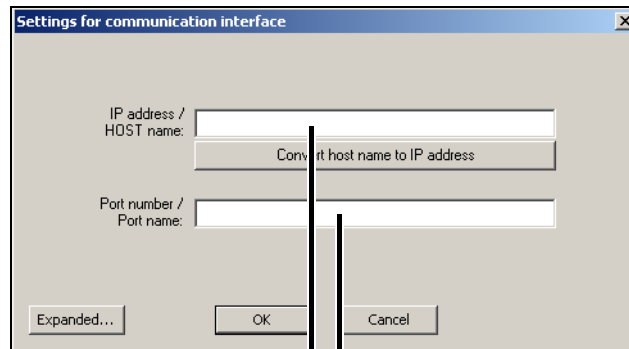 Settings for communication interface
IP address /
HOST name:
Convert host name to IP address
Port number /
Port name:
Expanded...
OK
Cancel